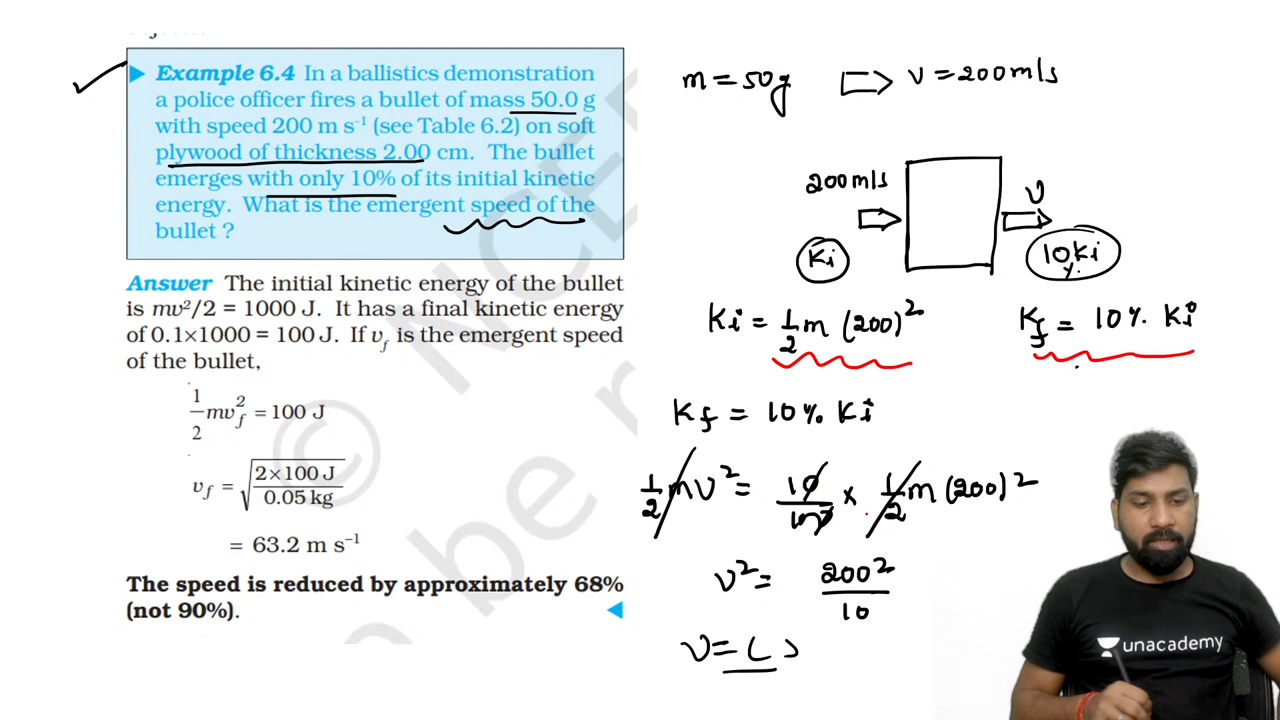 Example 6.4 In a ballistics demonstration
a police officer fires a bullet of mass 50.0 g
with speed 200 m s⁻¹ (see Table 6.2) on soft
plywood of thickness 2.00 cm. The bullet
emerges with only 10% of its initial kinetic
energy. What is the emergent speed of the
bullet ?
Answer The initial kinetic energy of the bullet
is mv²/2 = 1000 J. It has a final kinetic energy
of 0.1×1000 = 100 J. If v_f is the emergent speed
of the bullet,
1/2 mv_f² = 100 J
v_f = √(2×100 J / 0.05 kg)
= 63.2 m s⁻¹
The speed is reduced by approximately 68%
(not 90%).
m = 50g ⇒ v = 200m/s
200m/s
v
Ki
10Ki
%
Ki = 1/2 m (200)²
Kf = 10% Ki
Kf = 10% Ki
1/2 mv² = 10/100 × 1/2 m (200)²
v² = 200²/10
v = ( )
unacademy